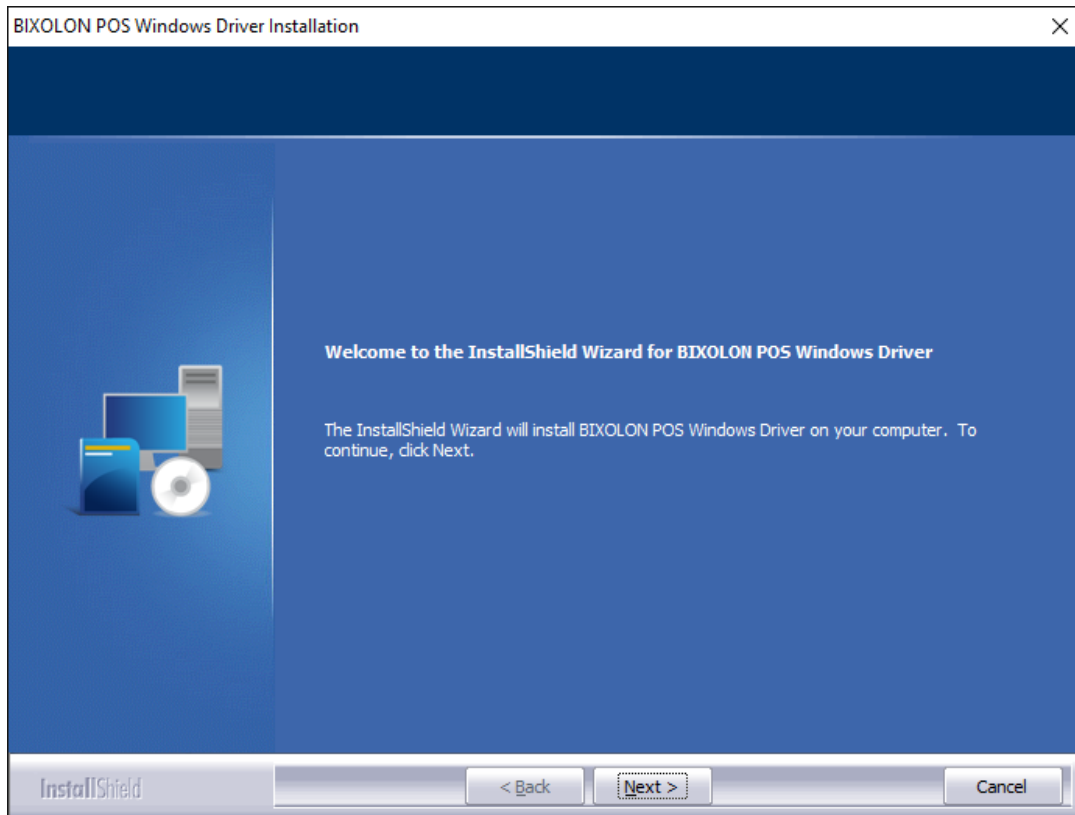 BIXOLON POS Windows Driver Installation
Welcome to the InstallShield Wizard for BIXOLON POS Windows Driver
The InstallShield Wizard will install BIXOLON POS Windows Driver on your computer.  To
continue, click Next.
InstallShield
< Back
Next >
Cancel